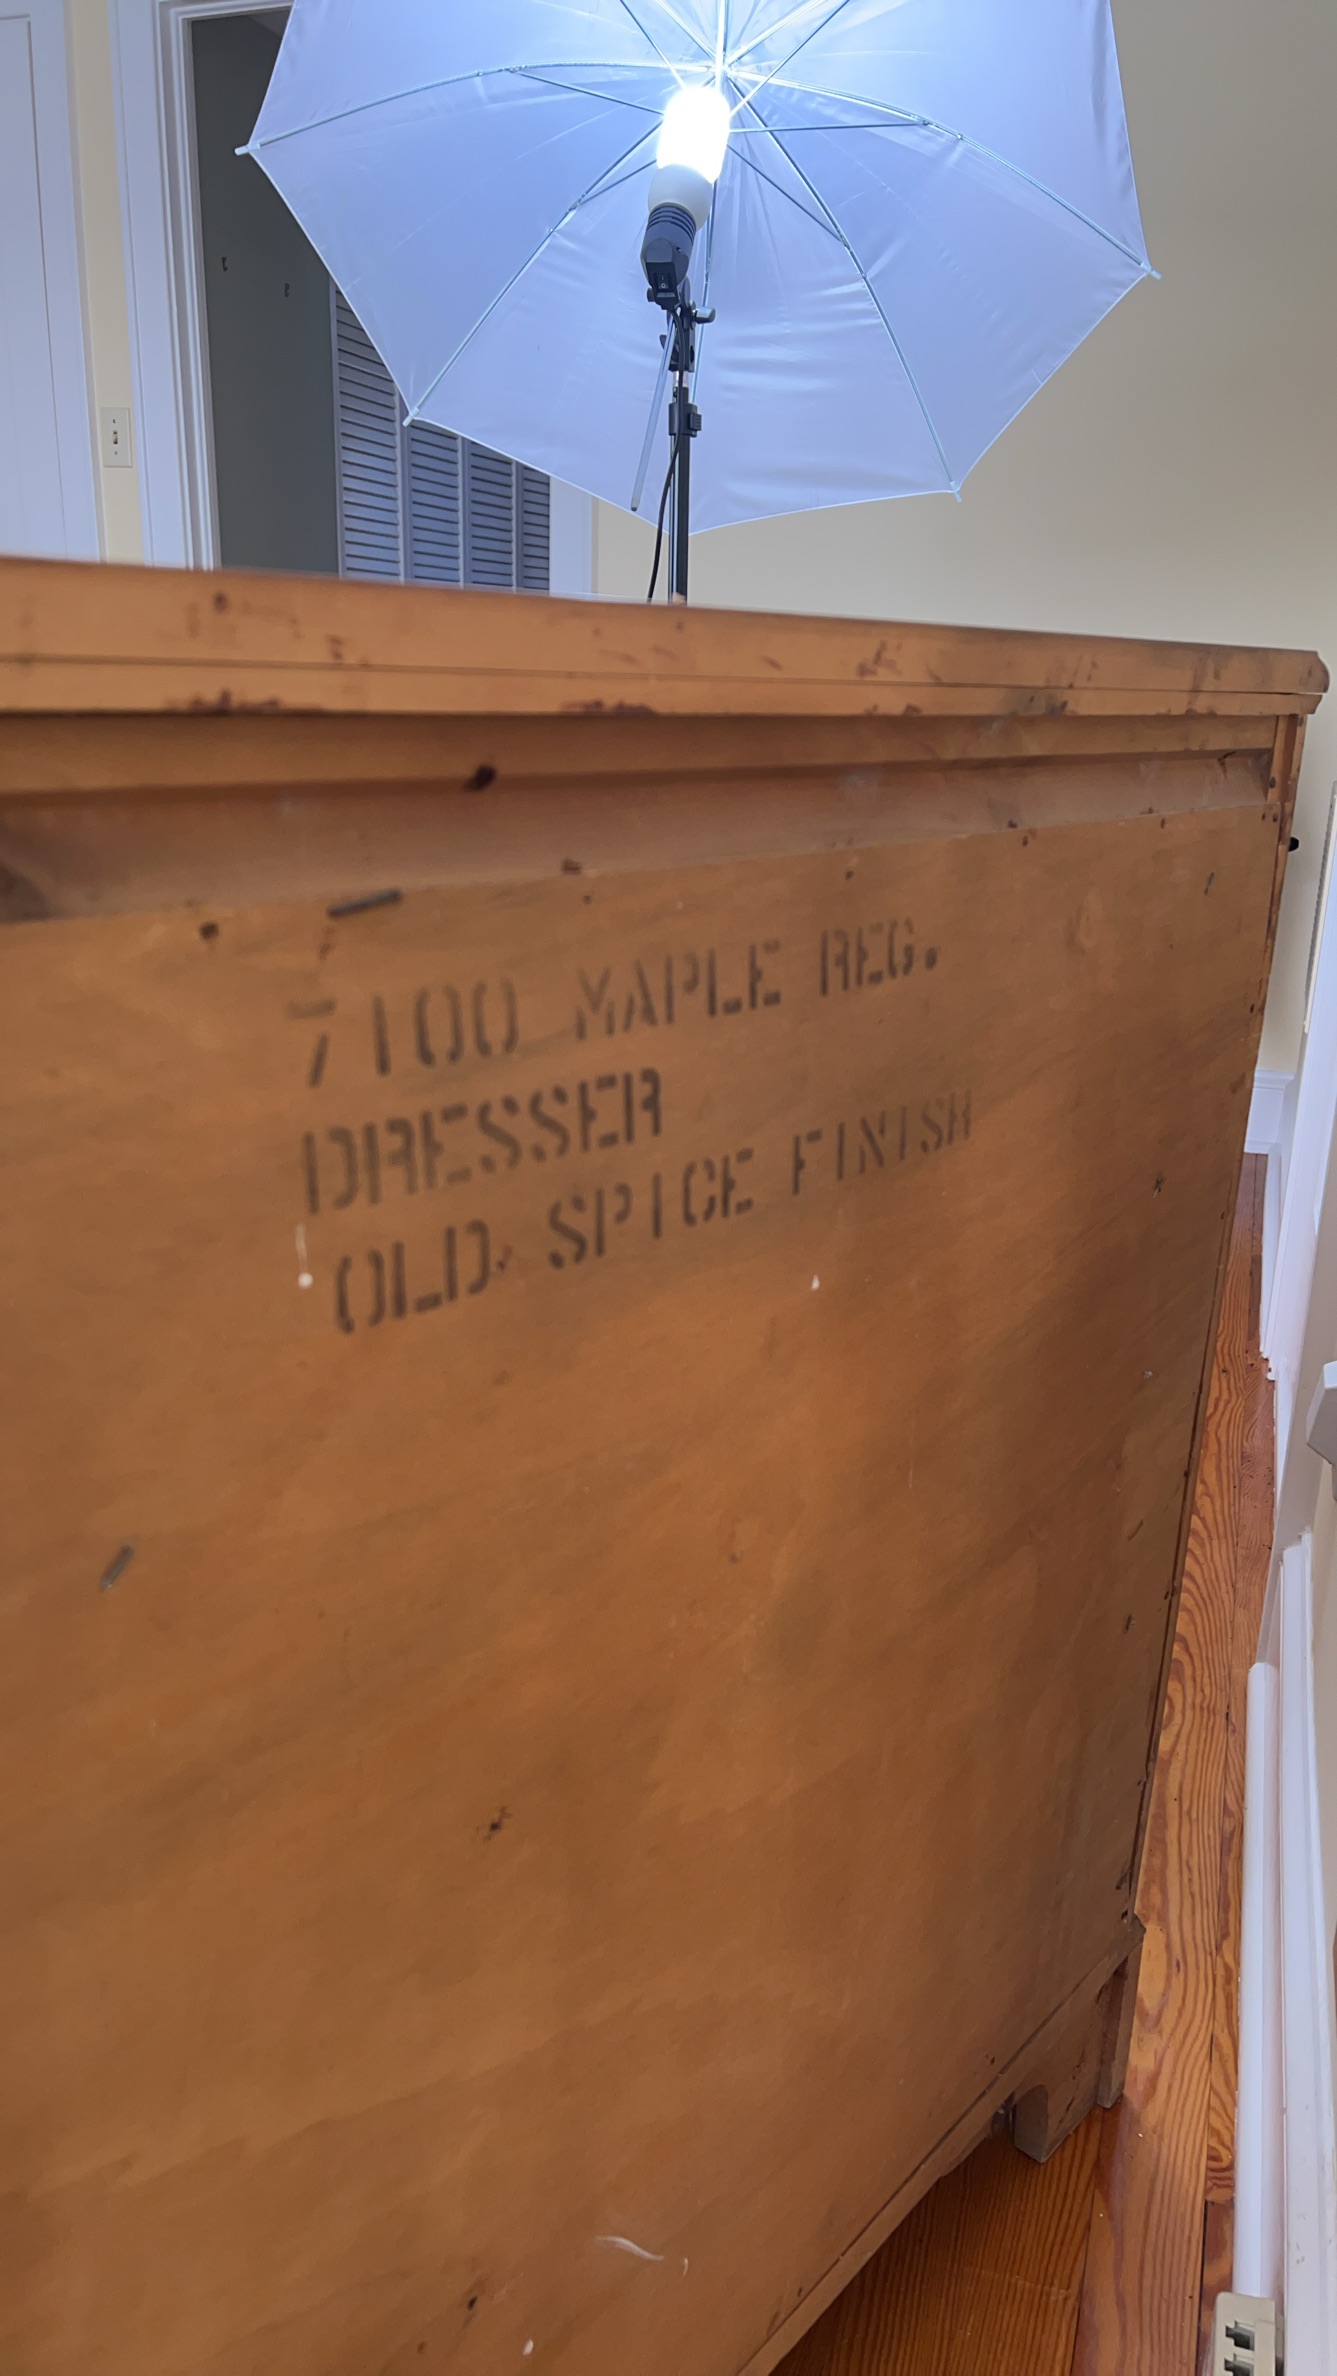 7100 MAPLE REG.
DRESSER
OLD SPICE FINISH